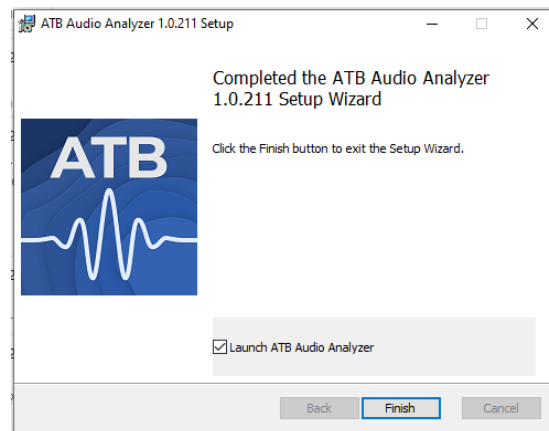 ATB Audio Analyzer 1.0.211 Setup
Completed the ATB Audio Analyzer
1.0.211 Setup Wizard
Click the Finish button to exit the Setup Wizard.
ATB
Launch ATB Audio Analyzer
Back
Finish
Cancel